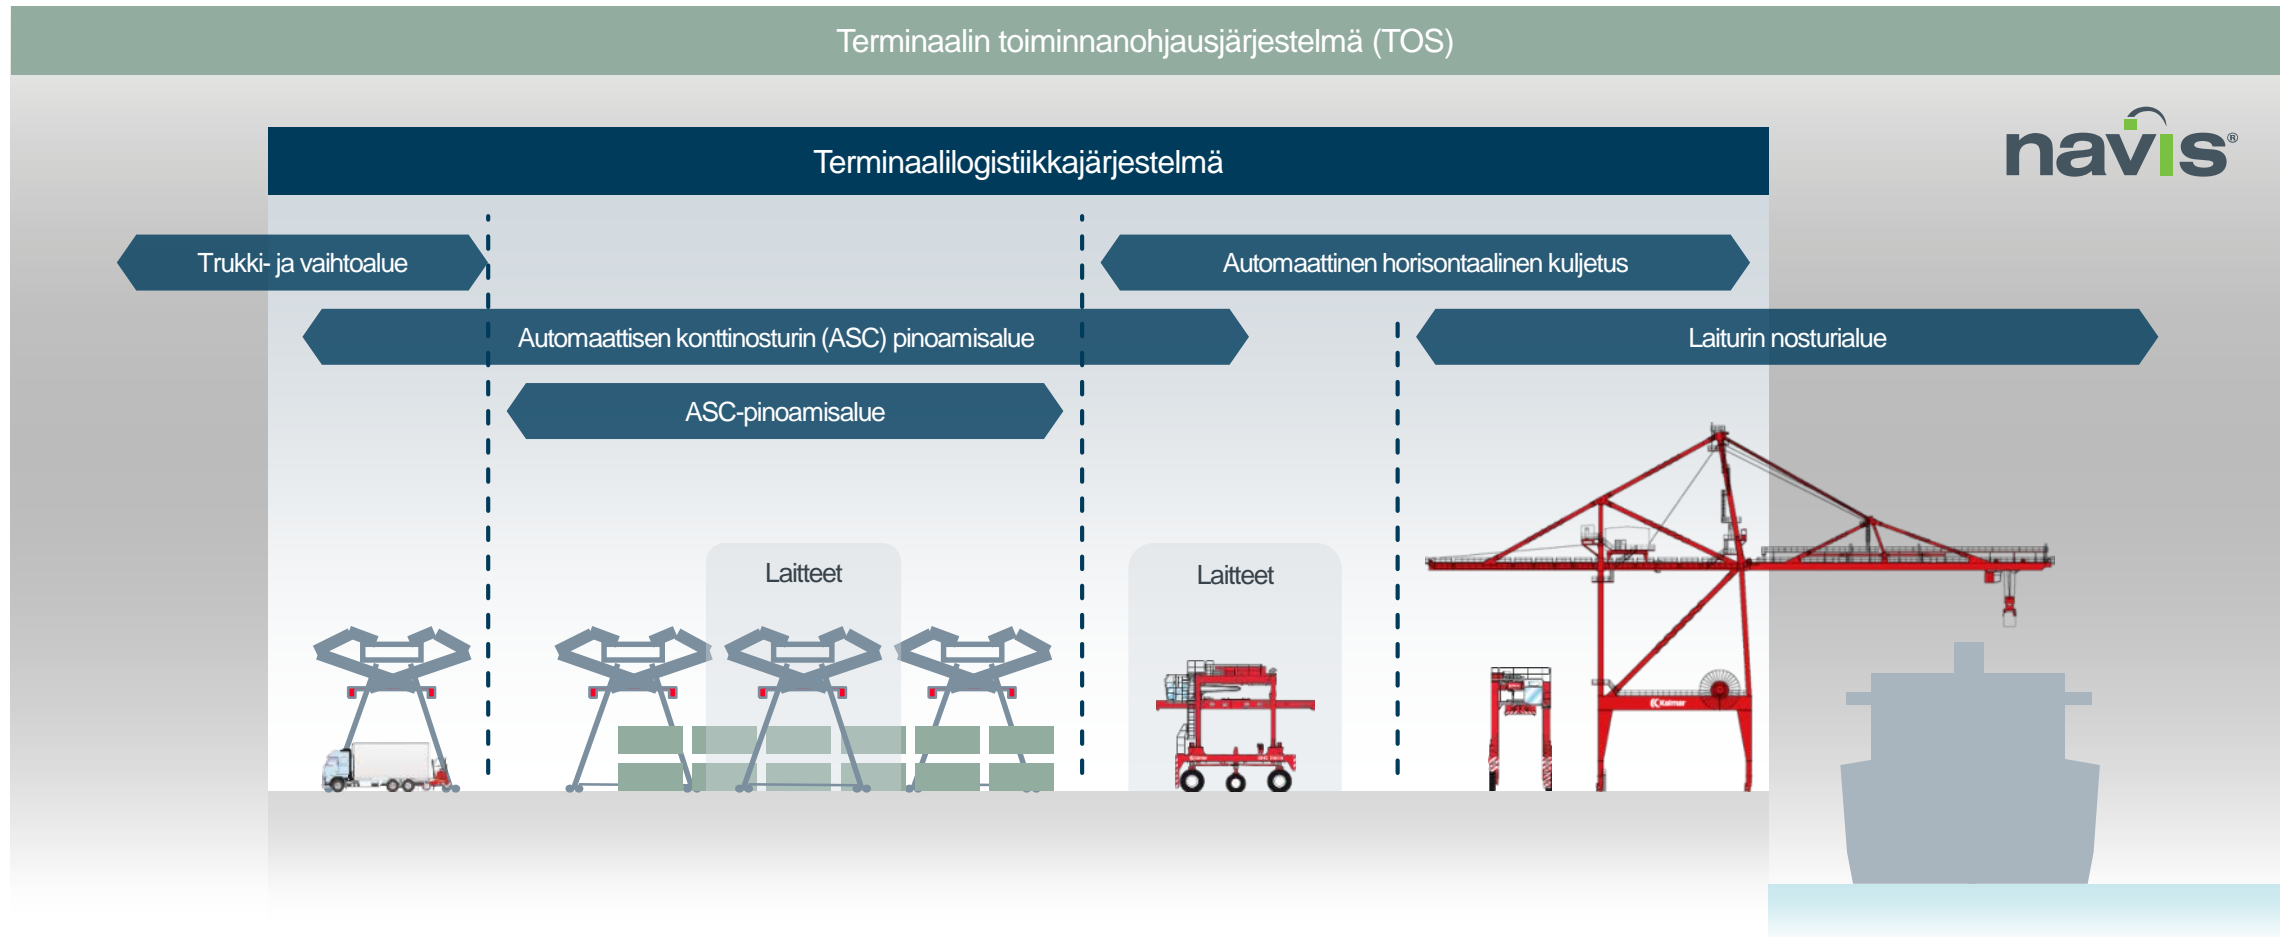 Terminaalin toiminnanohjausjärjestelmä (TOS)
navis®
Terminaalilogistiikkajärjestelmä
Trukki- ja vaihtoalue
Automaattinen horisontaalinen kuljetus
Automaattisen konttinosturin (ASC) pinoamisalue
Laiturin nosturialue
ASC-pinoamisalue
Laitteet
Laitteet
Kalmar